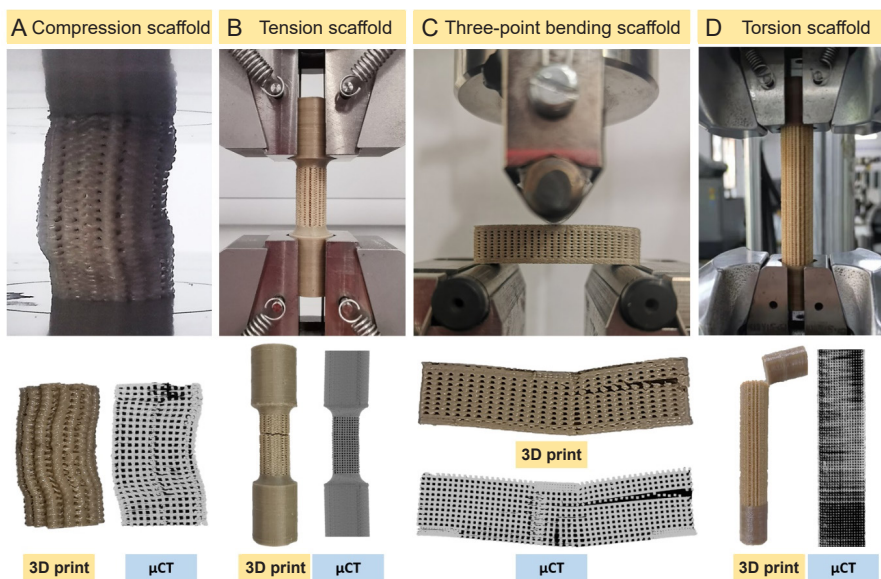 A Compression scaffold
B Tension scaffold
C Three-point bending scaffold
D Torsion scaffold
3D print
μCT
3D print
μCT
3D print
μCT
3D print
μCT